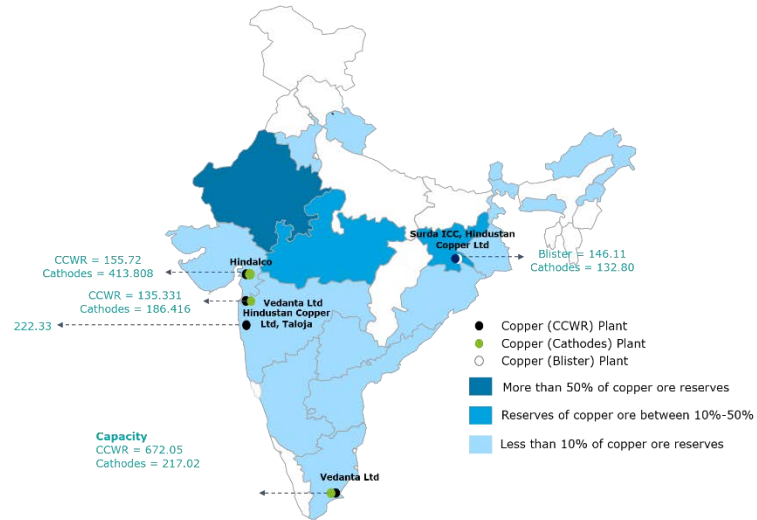 Surda ICC, Hindustan
Copper Ltd
Hindalco
CCWR = 155.72
Cathodes = 413.808
Blister = 146.11
Cathodes = 132.80
CCWR = 135.331
Cathodes = 186.416
Vedanta Ltd
Hindustan Copper
Ltd, Taloja
222.33
Copper (CCWR) Plant
Copper (Cathodes) Plant
Copper (Blister) Plant
More than 50% of copper ore reserves
Reserves of copper ore between 10%-50%
Less than 10% of copper ore reserves
Capacity
CCWR = 672.05
Cathodes = 217.02
Vedanta Ltd